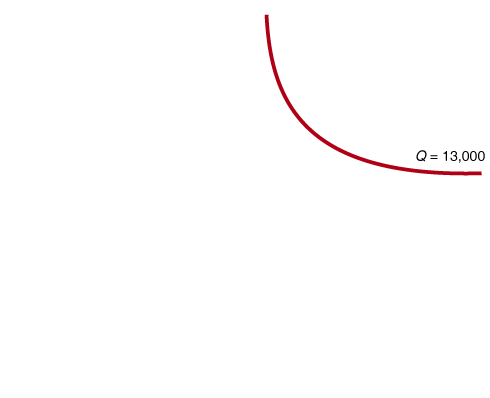 Q = 13,000